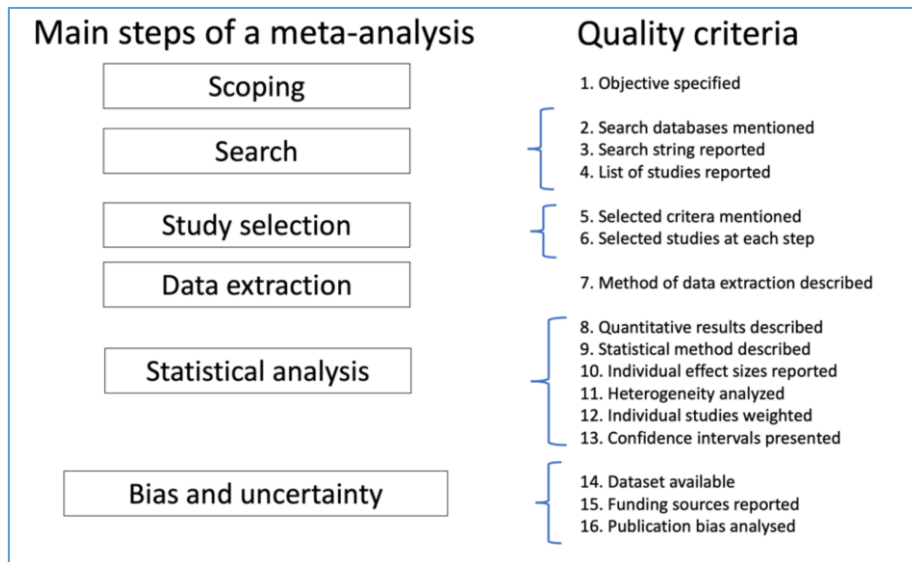 Main steps of a meta-analysis
Quality criteria
Scoping
1. Objective specified
Search
2. Search databases mentioned
3. Search string reported
4. List of studies reported
Study selection
5. Selected critera mentioned
6. Selected studies at each step
Data extraction
7. Method of data extraction described
Statistical analysis
8. Quantitative results described
9. Statistical method described
10. Individual effect sizes reported
11. Heterogeneity analyzed
12. Individual studies weighted
13. Confidence intervals presented
Bias and uncertainty
14. Dataset available
15. Funding sources reported
16. Publication bias analysed